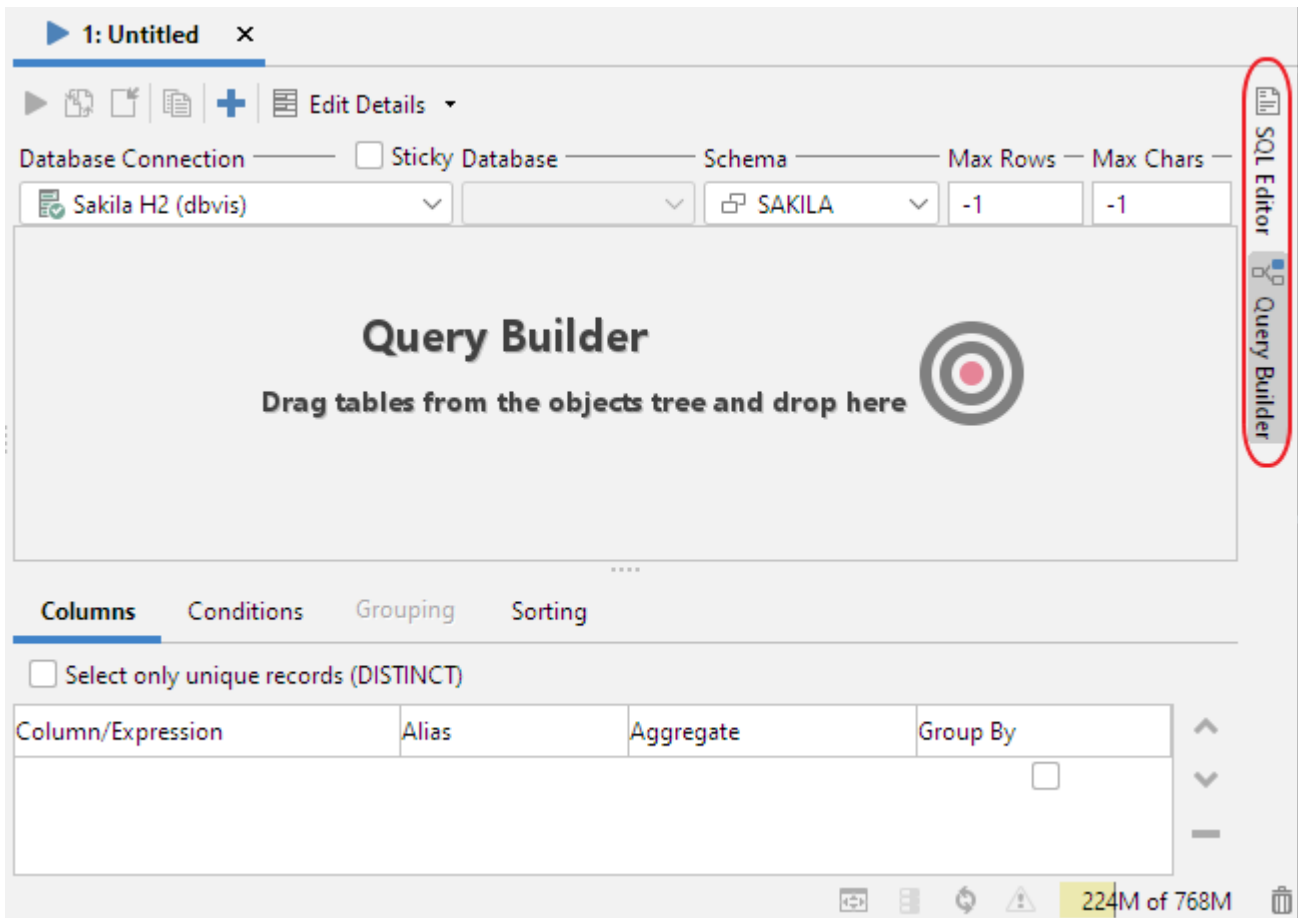 1: Untitled
Edit Details
Database Connection Sticky Database Schema Max Rows Max Chars
Sakila H2 (dbvis) SAKILA -1 -1
SQL Editor
Query Builder
Query Builder
Drag tables from the objects tree and drop here
Columns Conditions Grouping Sorting
Select only unique records (DISTINCT)
Column/Expression Alias Aggregate Group By
224M of 768M